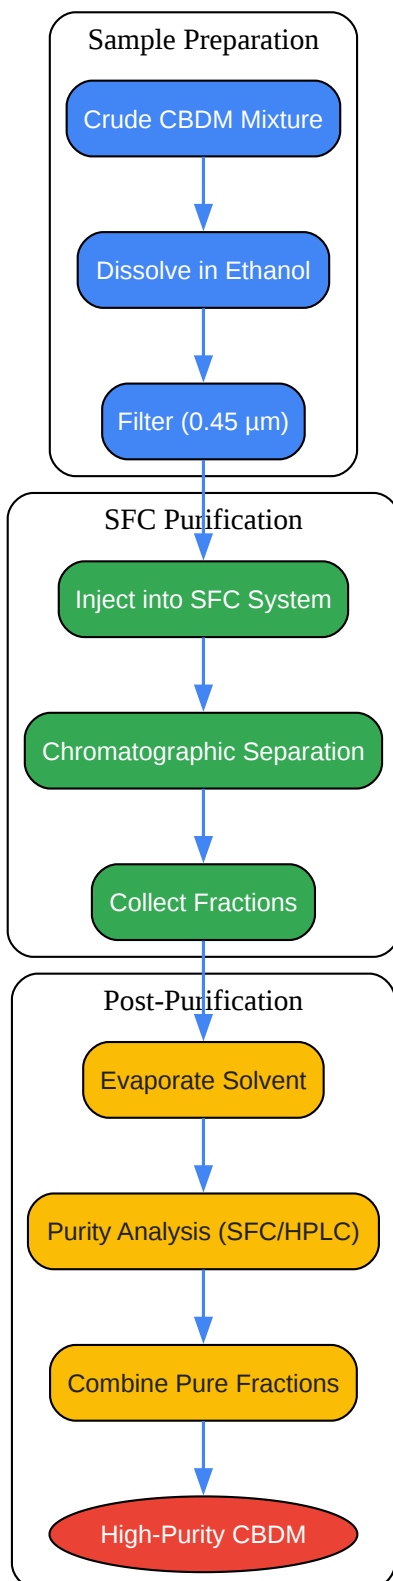 Sample Preparation
Crude CBDM Mixture
Dissolve in Ethanol
Filter (0.45 µm)
SFC Purification
Inject into SFC System
Chromatographic Separation
Collect Fractions
Post-Purification
Evaporate Solvent
Purity Analysis (SFC/HPLC)
Combine Pure Fractions
High-Purity CBDM